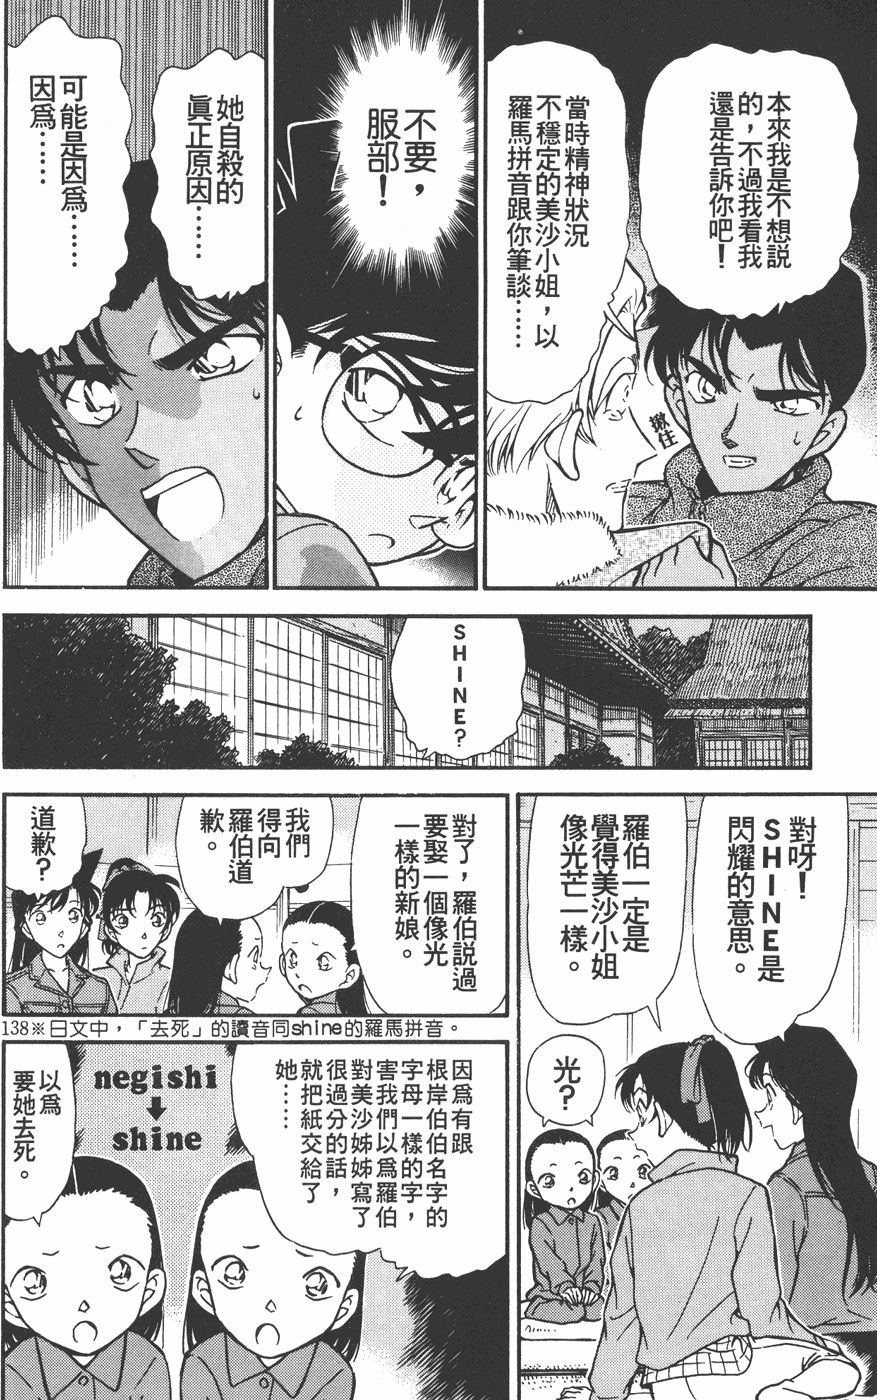 本來我是不想說
的，不過我看我
還是告訴你吧！
揪住
當時精神狀況
不穩定的美沙小姐，以
羅馬拼音跟你筆談……
不要，
服部！
她自殺的
眞正原因……
可能是因爲……
因爲……
SHINE?
對呀！
SHINE是
閃耀的意思。
羅伯一定是
覺得美沙小姐
像光芒一樣。
光？
對了，羅伯說過
要娶一個像光
一樣的新娘。
我們
得向
羅伯道
歉。
道歉？
138※日文中，「去死」的讀音同shine的羅馬拼音。
因爲有跟
根岸伯伯名字的
字母一樣的字，
害我們以爲羅伯
對美沙姊姊寫了
很過分的話，
就把紙交給了
她……
negishi
⬇
shine
以爲
要她去死。